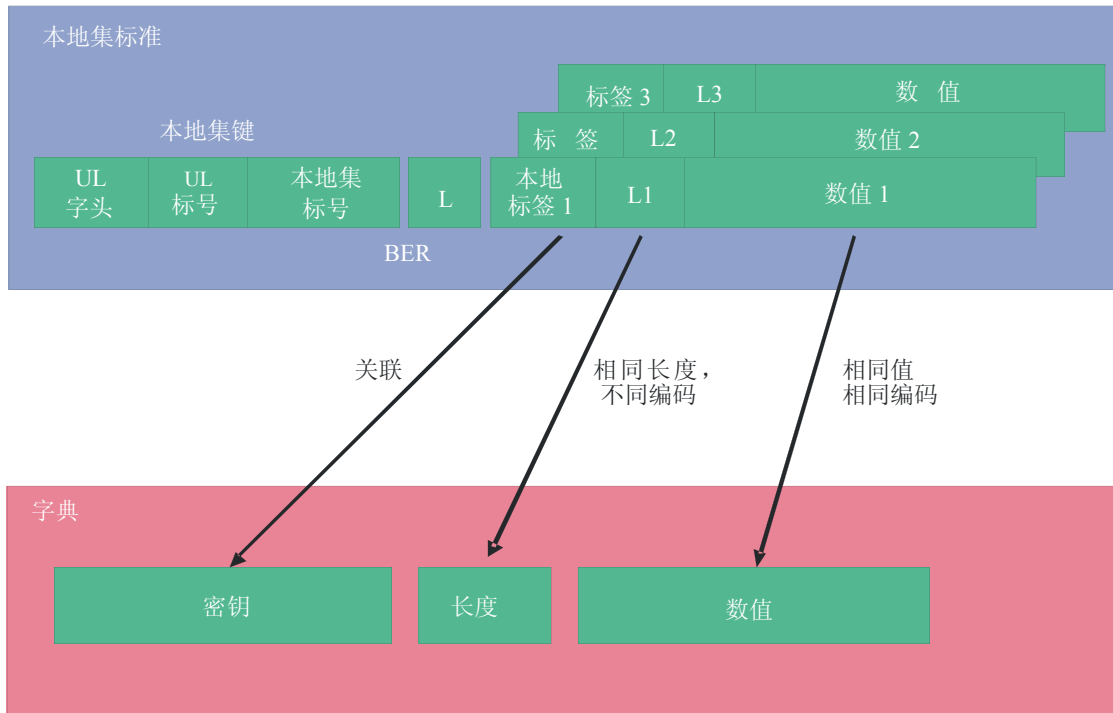 本地集标准
标签 3
L3
数 值
本地集键
标 签
L2
数值 2
UL
字头
UL
标号
本地集
标号
L
本地
标签 1
L1
数值 1
BER
关联
相同长度，
不同编码
相同值
相同编码
字典
密钥
长度
数值